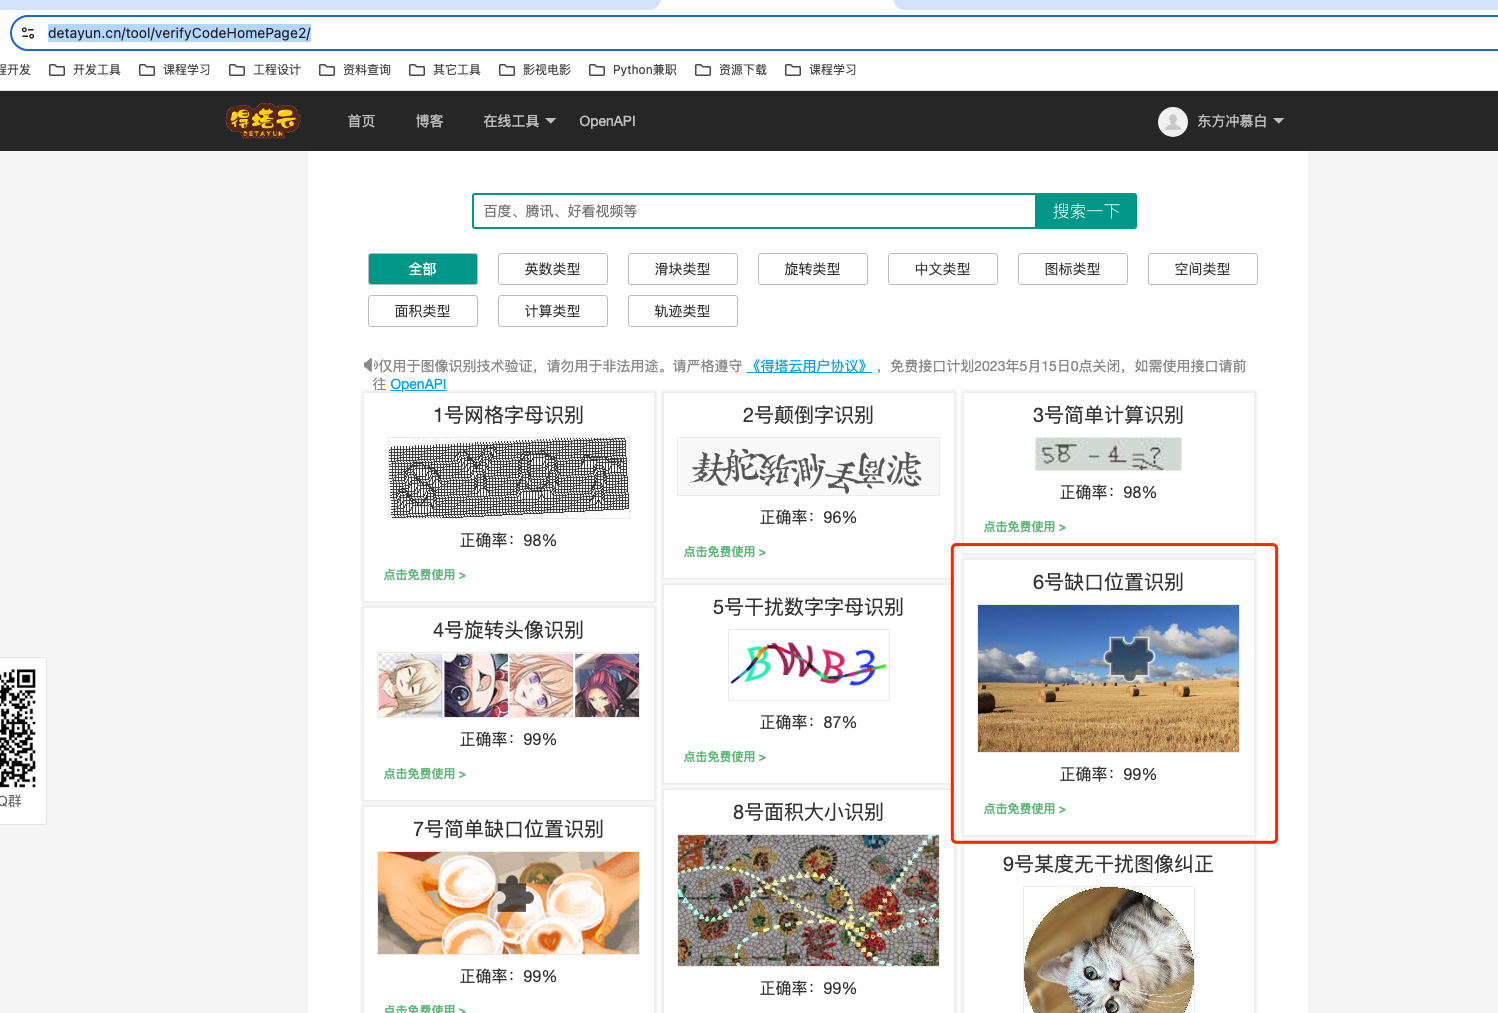 detayun.cn/tool/verifyCodeHomePage2/
程开发 开发工具 课程学习 工程设计 资料查询 其它工具 影视电影 Python兼职 资源下载 课程学习
得塔云
DETAYUN
首页 博客 在线工具 OpenAPI 东方冲慕白
百度、腾讯、好看视频等 搜索一下
全部 英数类型 滑块类型 旋转类型 中文类型 图标类型 空间类型
面积类型 计算类型 轨迹类型
仅用于图像识别技术验证，请勿用于非法用途。请严格遵守 《得塔云用户协议》 ，免费接口计划2023年5月15日0点关闭，如需使用接口请前
往 OpenAPI
1号网格字母识别
正确率：98%
点击免费使用 >
2号颠倒字识别
正确率：96%
点击免费使用 >
3号简单计算识别
正确率：98%
点击免费使用 >
4号旋转头像识别
正确率：99%
点击免费使用 >
5号干扰数字字母识别
BWB3
正确率：87%
点击免费使用 >
6号缺口位置识别
正确率：99%
点击免费使用 >
7号简单缺口位置识别
正确率：99%
点击免费使用 >
8号面积大小识别
正确率：99%
9号某度无干扰图像纠正
Q群